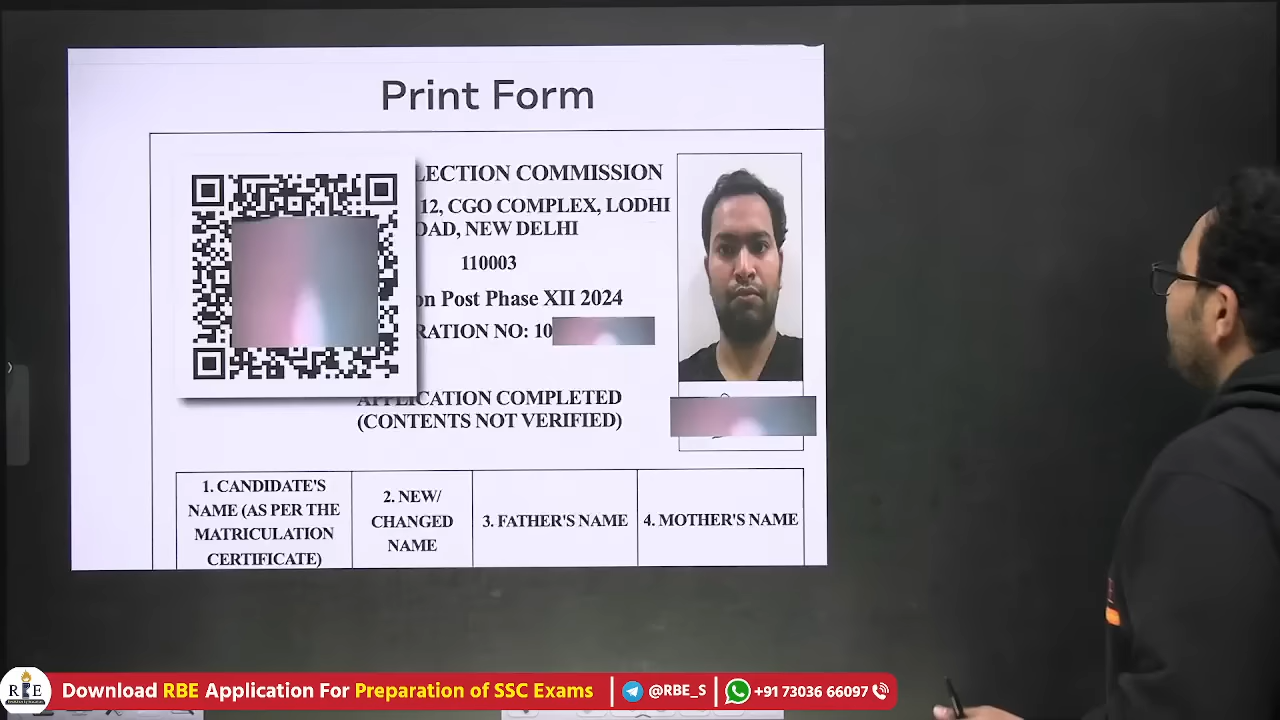 Print Form
LECTION COMMISSION
12, CGO COMPLEX, LODHI
OAD, NEW DELHI
110003
on Post Phase XII 2024
RATION NO: 10
APPLICATION COMPLETED
(CONTENTS NOT VERIFIED)
1. CANDIDATE'S
NAME (AS PER THE
MATRICULATION
CERTIFICATE)
2. NEW/
CHANGED
NAME
3. FATHER'S NAME
4. MOTHER'S NAME
RBE
Download RBE Application For Preparation of SSC Exams
@RBE_S
+91 73036 66097